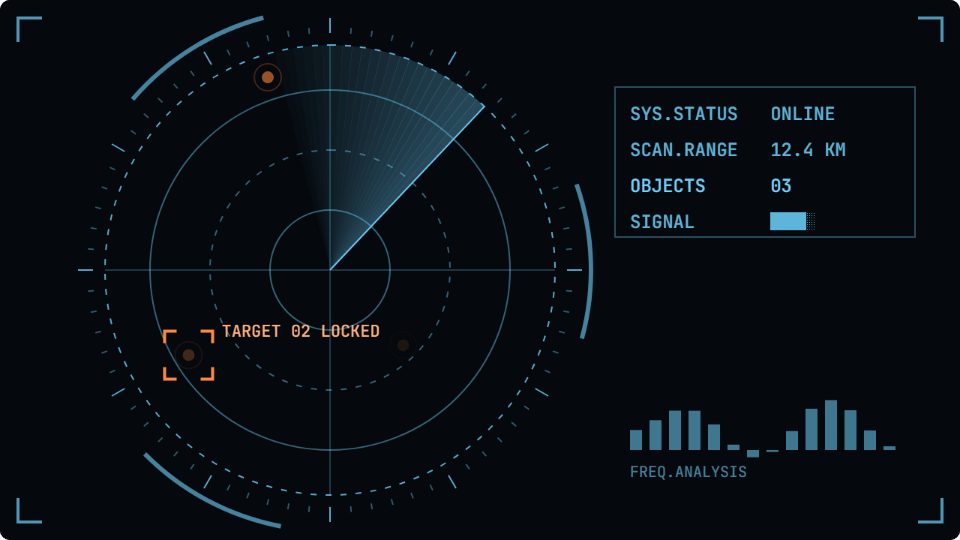 SYS.STATUS ONLINE
SCAN.RANGE 12.4 KM
OBJECTS 03
SIGNAL
TARGET 02 LOCKED
FREQ.ANALYSIS